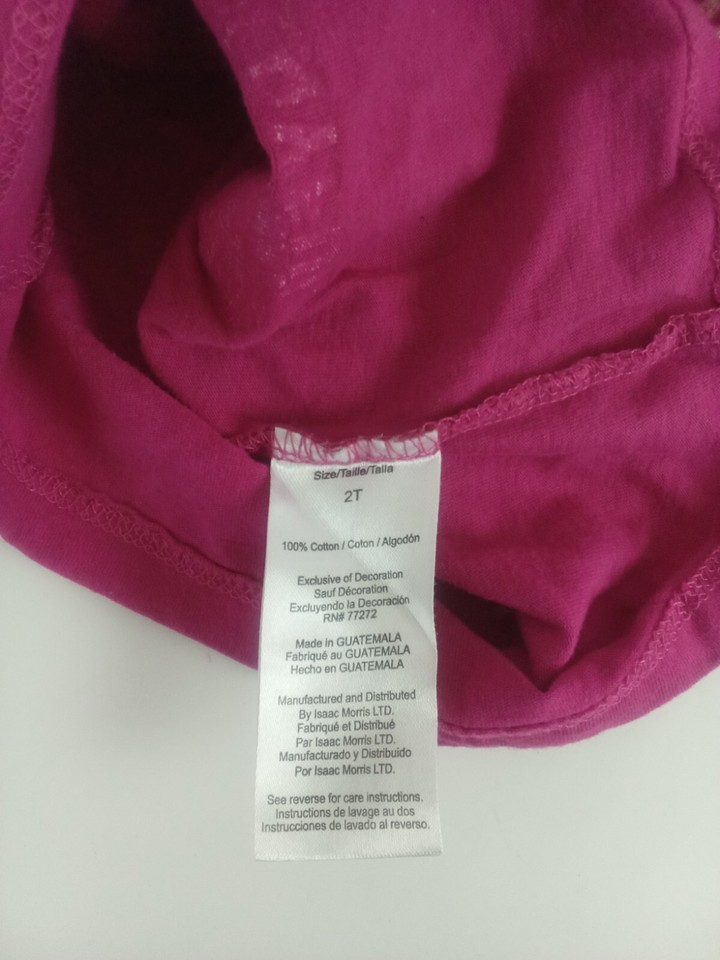 Size/Taille/Talla
2T
100% Cotton / Coton / Algodón
Exclusive of Decoration
Sauf Décoration
Excluyendo la Decoración
RN# 77272
Made in GUATEMALA
Fabriqué au GUATEMALA
Hecho en GUATEMALA
Manufactured and Distributed
By Isaac Morris LTD.
Fabriqué et Distribué
Par Isaac Morris LTD.
Manufacturado y Distribuido
Por Isaac Morris LTD.
See reverse for care instructions.
Instructions de lavage au dos
Instrucciones de lavado al reverso.